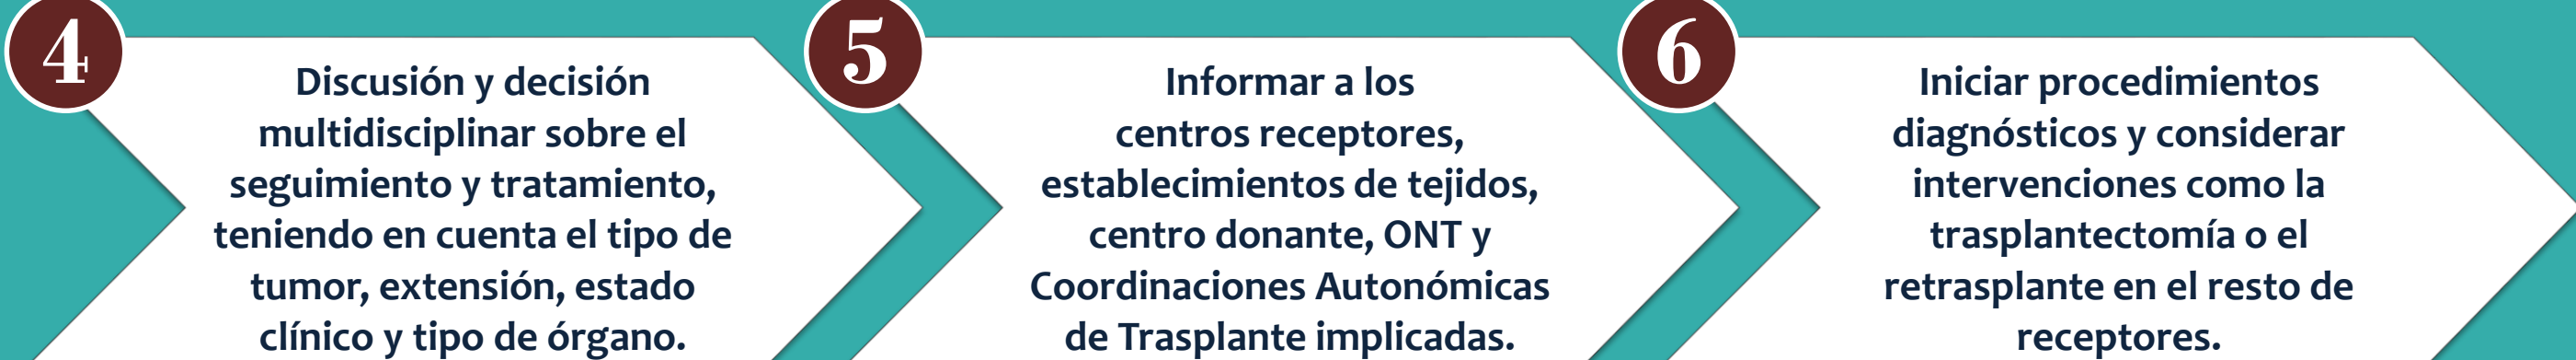 4
Discusión y decisión
multidisciplinar sobre el
seguimiento y tratamiento,
teniendo en cuenta el tipo de
tumor, extensión, estado
clínico y tipo de órgano.
5
Informar a los
centros receptores,
establecimientos de tejidos,
centro donante, ONT y
Coordinaciones Autonómicas
de Trasplante implicadas.
6
Iniciar procedimientos
diagnósticos y considerar
intervenciones como la
trasplantectomía o el
retrasplante en el resto de
receptores.